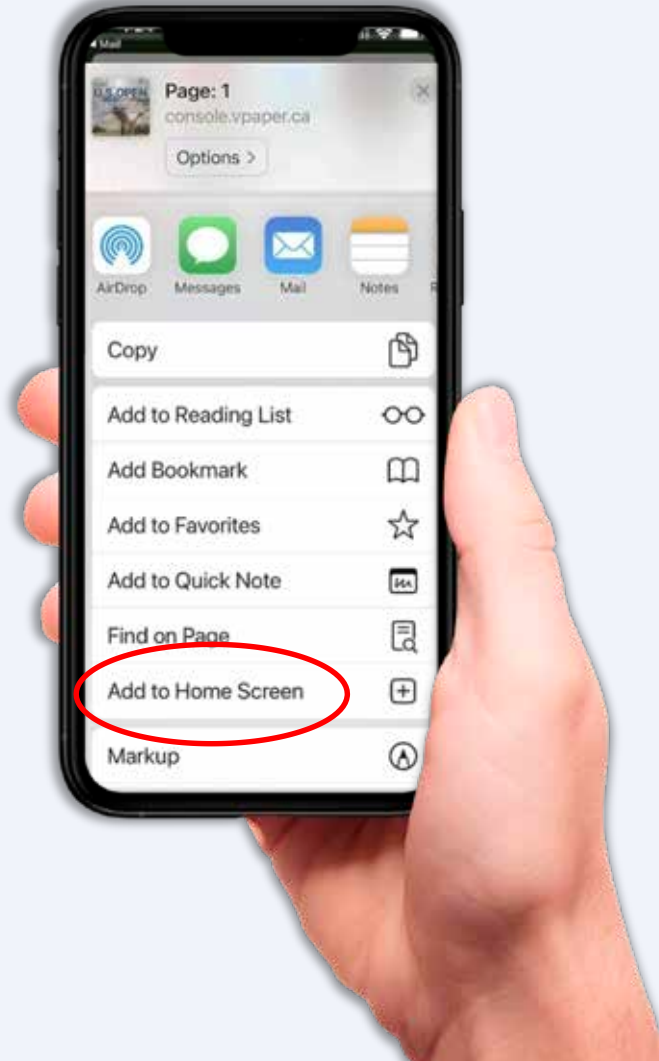 Mail
U.S.OPEN
Page: 1
console.vpaper.ca
Options >
AirDrop
Messages
Mail
Notes
R
Copy
Add to Reading List
Add Bookmark
Add to Favorites
Add to Quick Note
Find on Page
Add to Home Screen
Markup